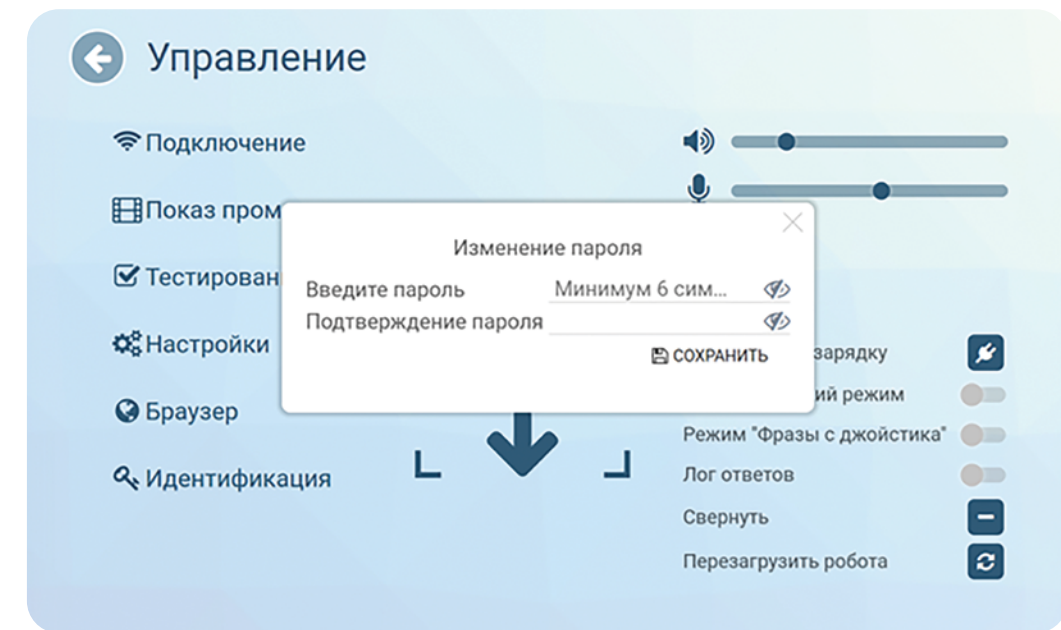 Управление
Подключение
Показ пром
Тестирован
Настройки
Браузер
Идентификация
Изменение пароля
Введите пароль Минимум 6 сим...
Подтверждение пароля
СОХРАНИТЬ
зарядку
ий режим
Режим "Фразы с джойстика"
Лог ответов
Свернуть
Перезагрузить робота